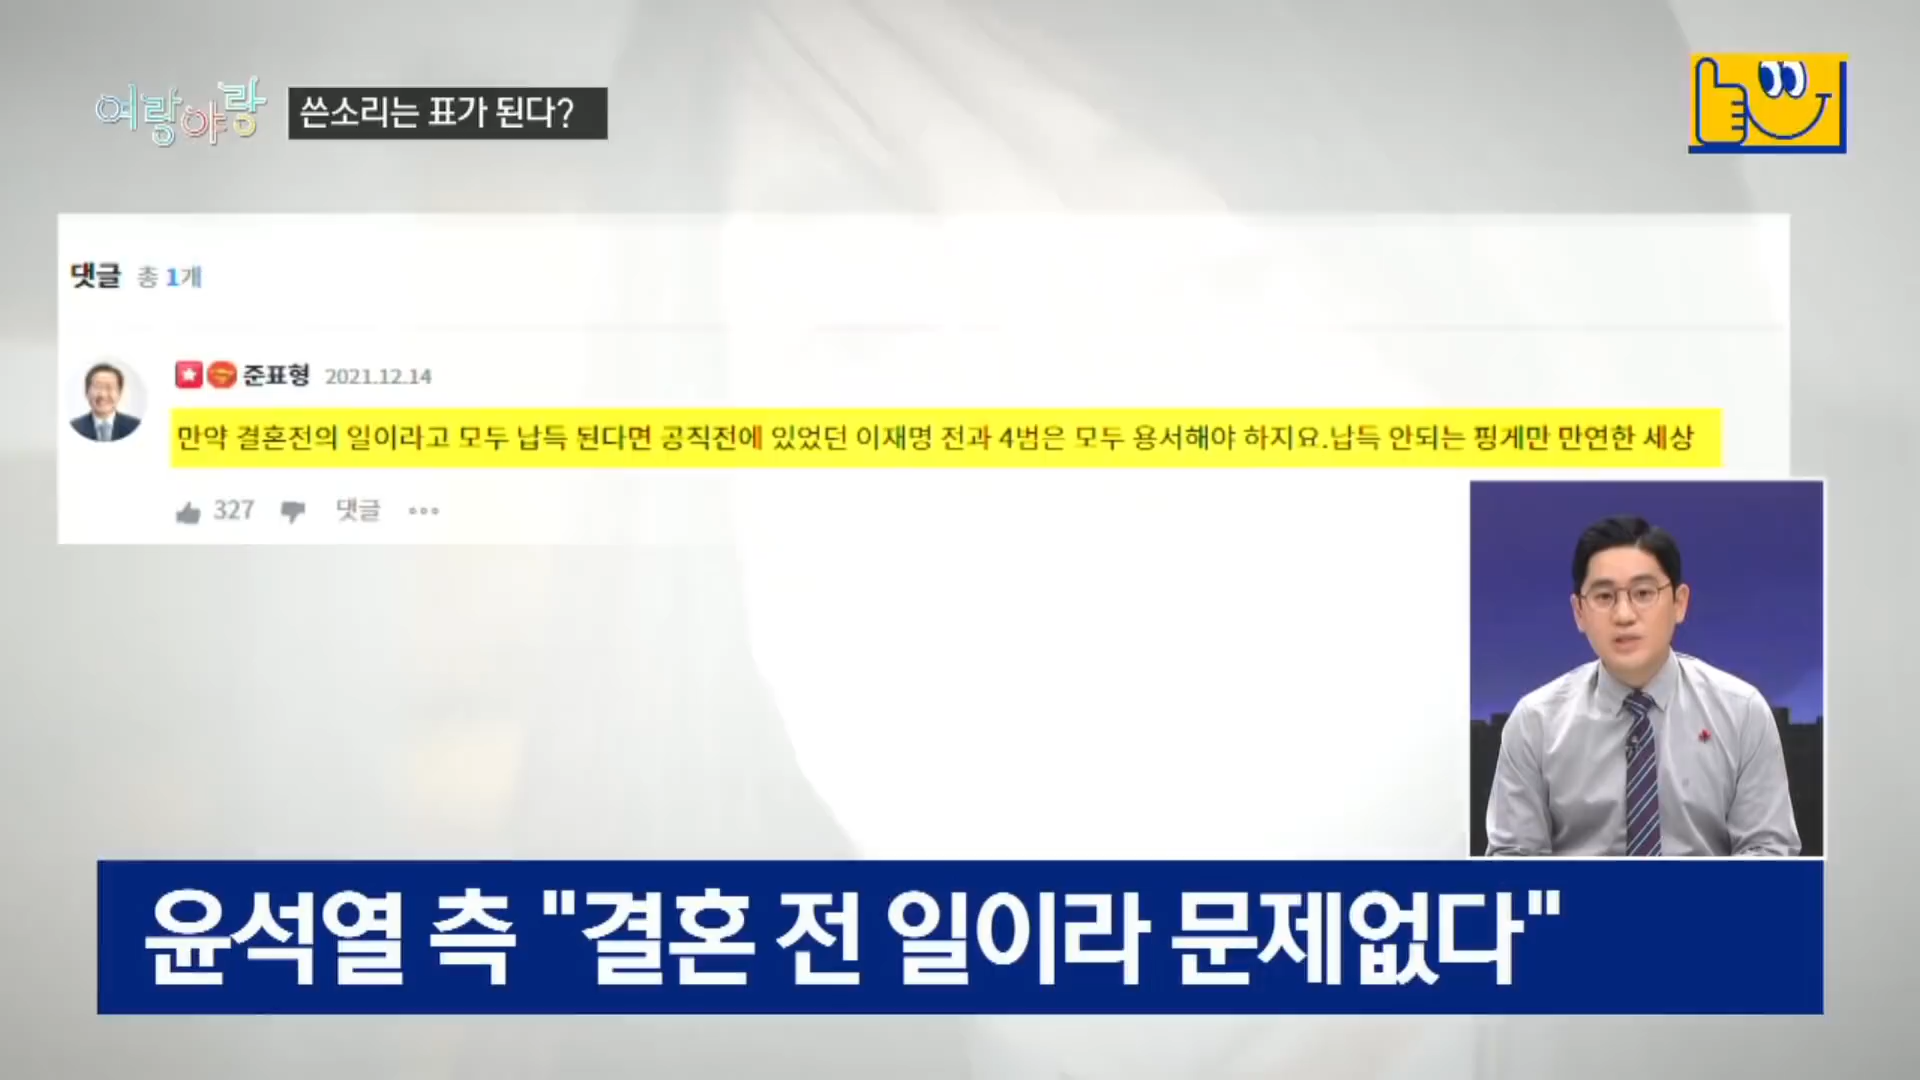 여랑야랑
쓴소리는 표가 된다?
댓글 총 1개
준표형 2021.12.14
만약 결혼전의 일이라고 모두 납득 된다면 공직전에 있었던 이재명 전과 4범은 모두 용서해야 하지요.납득 안되는 핑게만 만연한 세상
327 댓글 •••
윤석열 측 "결혼 전 일이라 문제없다"